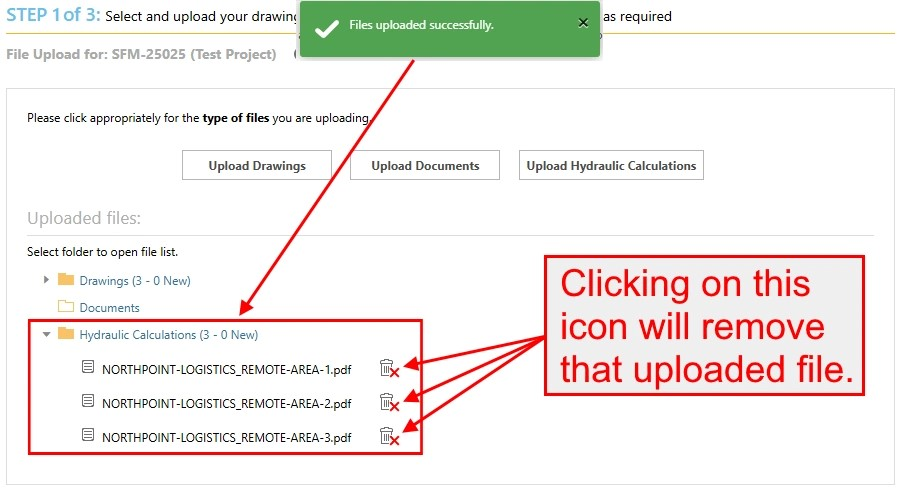 STEP 1 of 3: Select and upload your drawing as required
Files uploaded successfully.
File Upload for: SFM-25025 (Test Project)
Please click appropriately for the type of files you are uploading.
Upload Drawings
Upload Documents
Upload Hydraulic Calculations
Uploaded files:
Select folder to open file list.
Drawings (3 - 0 New)
Documents
Hydraulic Calculations (3 - 0 New)
NORTHPOINT-LOGISTICS_REMOTE-AREA-1.pdf
NORTHPOINT-LOGISTICS_REMOTE-AREA-2.pdf
NORTHPOINT-LOGISTICS_REMOTE-AREA-3.pdf
Clicking on this
icon will remove
that uploaded file.